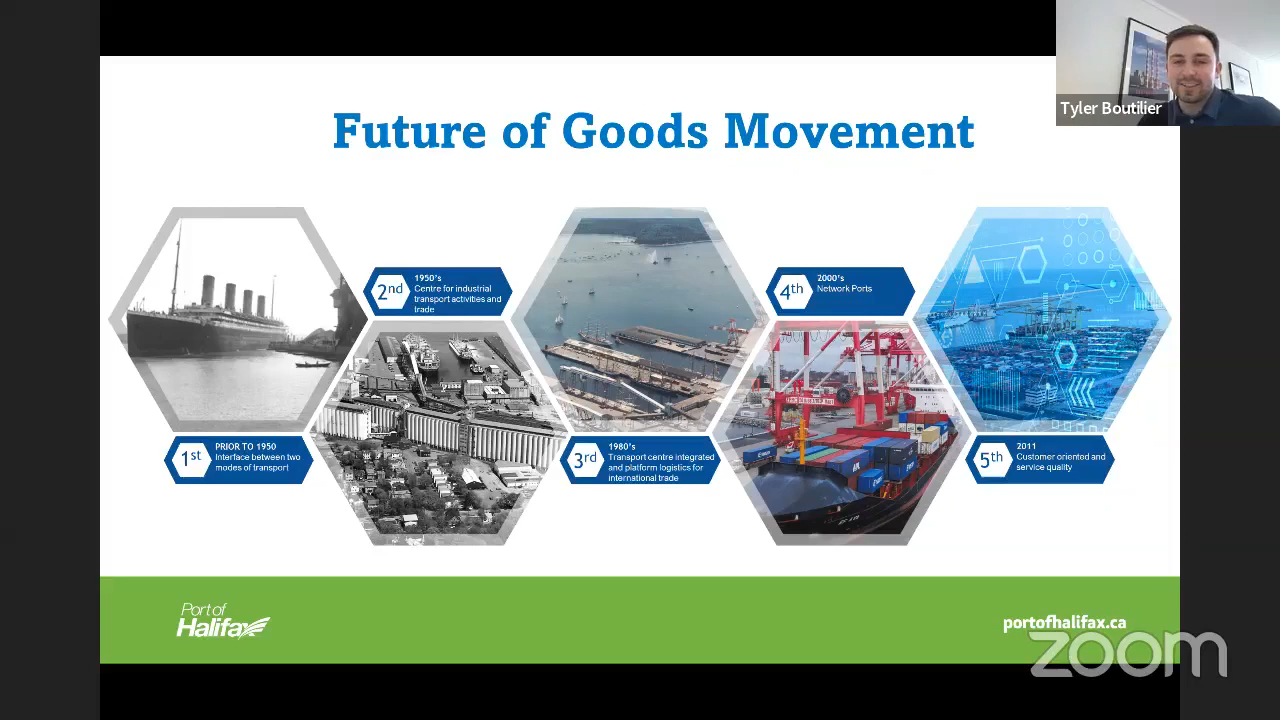 Tyler Boutilier
Future of Goods Movement
1st
PRIOR TO 1950
Interface between two
modes of transport
2nd
1950's
Centre for industrial
transport activities and
trade
3rd
1980's
Transport centre integrated
and platform logistics for
international trade
4th
2000's
Network Ports
5th
2011
Customer oriented and
service quality
Port of
Halifax
portofhalifax.ca
zoom